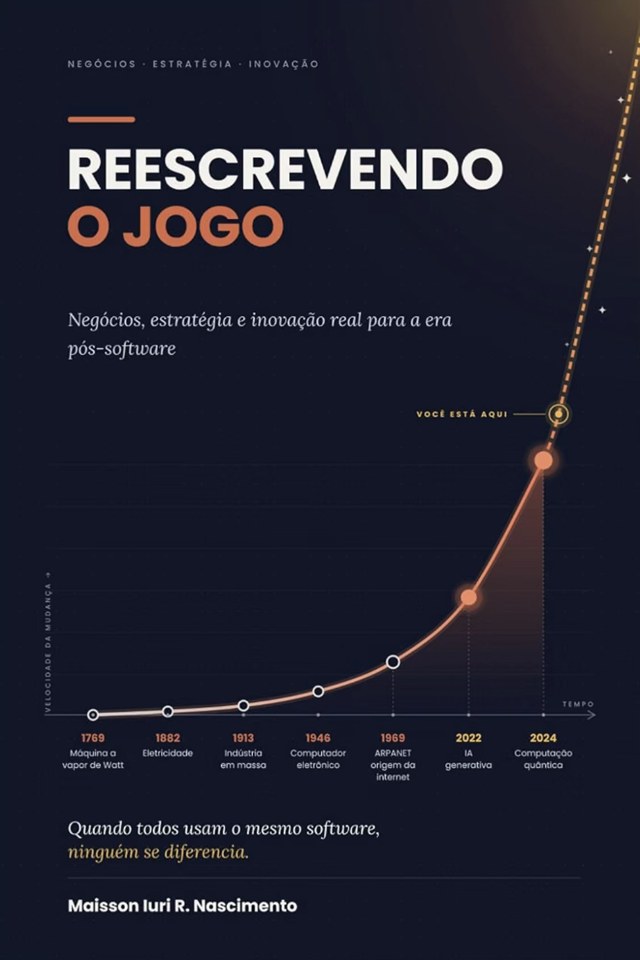 NEGÓCIOS · ESTRATÉGIA · INOVAÇÃO
REESCREVENDO
O JOGO
Negócios, estratégia e inovação real para a era
pós-software
VOCÊ ESTÁ AQUI
VELOCIDADE DA MUDANÇA →
TEMPO
1769
Máquina a
vapor de Watt
1882
Eletricidade
1913
Indústria
em massa
1946
Computador
eletrônico
1969
ARPANET
origem da
internet
2022
IA
generativa
2024
Computação
quântica
Quando todos usam o mesmo software,
ninguém se diferencia.
Maisson Iuri R. Nascimento